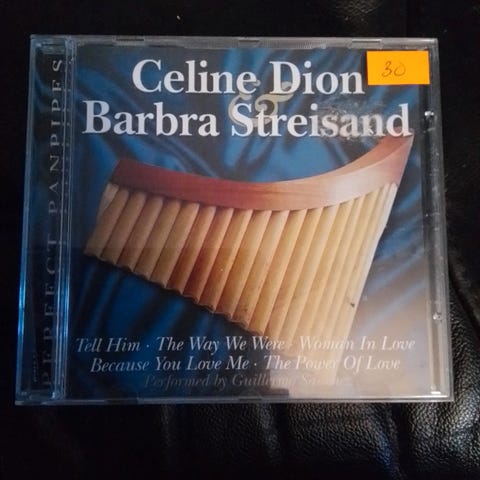 Celine Dion
&
Barbra Streisand
30
PERFECT PANPIPES
Tell Him · The Way We Were · Woman In Love
Because You Love Me · The Power Of Love
Performed by Guillermo